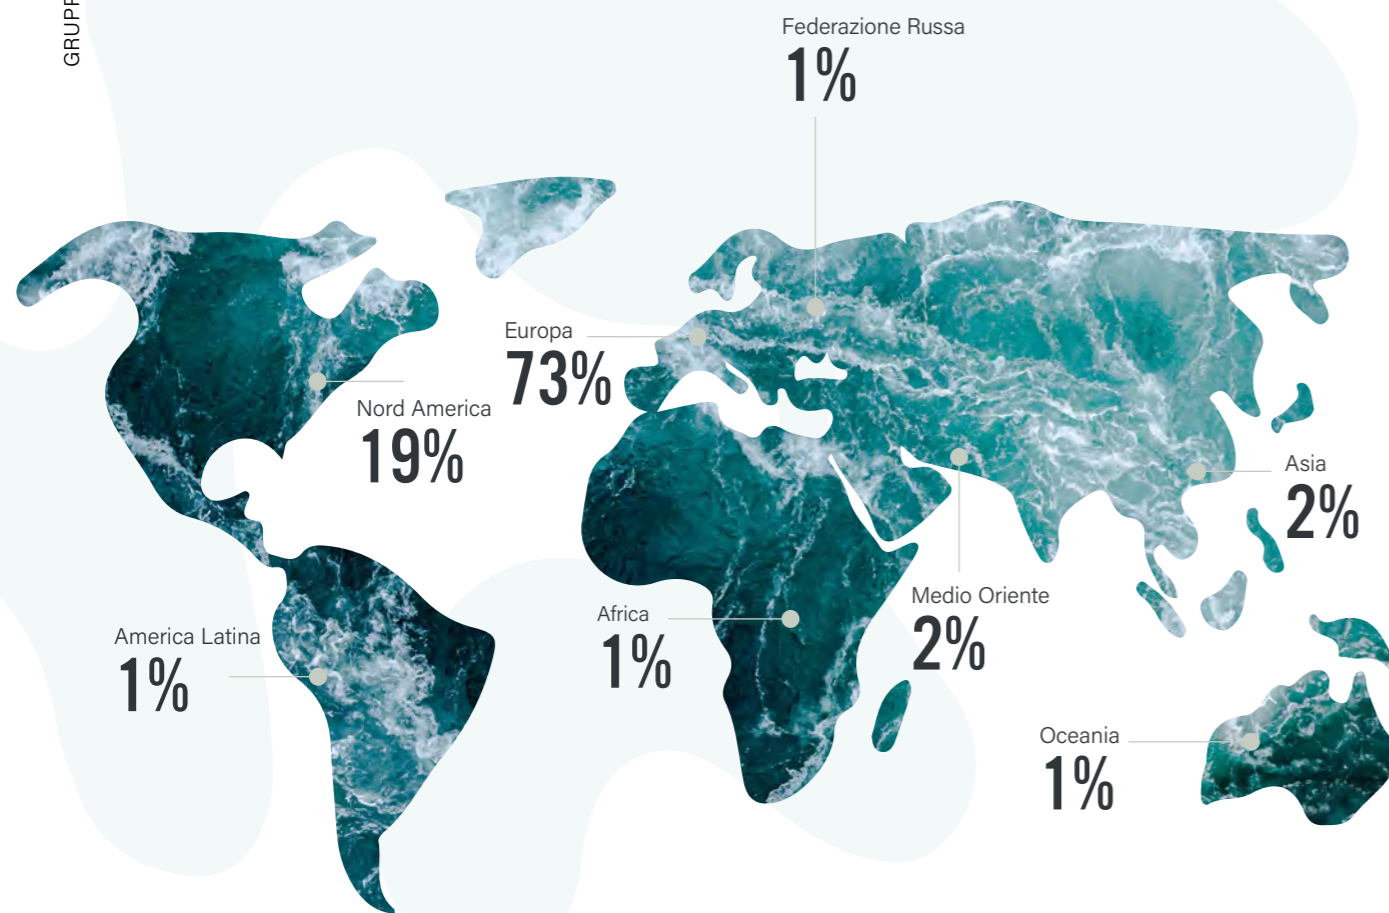 Federazione Russa
1%
Europa
73%
Nord America
19%
Asia
2%
Medio Oriente
2%
Africa
1%
America Latina
1%
Oceania
1%